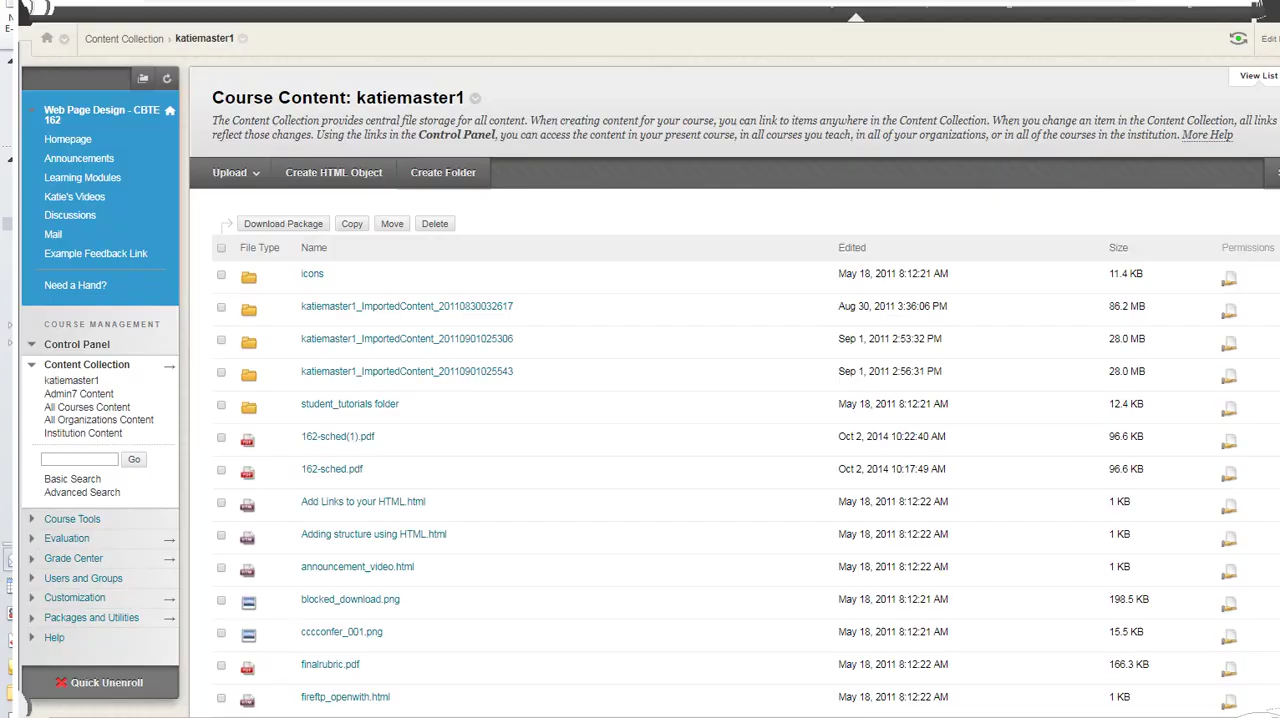 Content Collection › katiemaster1
Edit
View List
Web Page Design - CBTE
162
Homepage
Announcements
Learning Modules
Katie's Videos
Discussions
Mail
Example Feedback Link
Need a Hand?
COURSE MANAGEMENT
Control Panel
Content Collection
katiemaster1
Admin7 Content
All Courses Content
All Organizations Content
Institution Content
Go
Basic Search
Advanced Search
Course Tools
Evaluation
Grade Center
Users and Groups
Customization
Packages and Utilities
Help
Quick Unenroll
Course Content: katiemaster1
The Content Collection provides central file storage for all content. When creating content for your course, you can link to items anywhere in the Content Collection. When you change an item in the Content Collection, all links
reflect those changes. Using the links in the Control Panel, you can access the content in your present course, in all courses you teach, in all of your organizations, or in all of the courses in the institution. More Help
Upload Create HTML Object Create Folder
Download Package Copy Move Delete
File Type Name Edited Size Permissions
icons May 18, 2011 8:12:21 AM 11.4 KB
katiemaster1_ImportedContent_20110830032617 Aug 30, 2011 3:36:06 PM 86.2 MB
katiemaster1_ImportedContent_20110901025306 Sep 1, 2011 2:53:32 PM 28.0 MB
katiemaster1_ImportedContent_20110901025543 Sep 1, 2011 2:56:31 PM 28.0 MB
student_tutorials folder May 18, 2011 8:12:21 AM 12.4 KB
162-sched(1).pdf Oct 2, 2014 10:22:40 AM 96.6 KB
162-sched.pdf Oct 2, 2014 10:17:49 AM 96.6 KB
Add Links to your HTML.html May 18, 2011 8:12:22 AM 1 KB
Adding structure using HTML.html May 18, 2011 8:12:22 AM 1 KB
announcement_video.html May 18, 2011 8:12:22 AM 1 KB
blocked_download.png May 18, 2011 8:12:21 AM 198.5 KB
cccconfer_001.png May 18, 2011 8:12:21 AM 15.5 KB
finalrubric.pdf May 18, 2011 8:12:22 AM 166.3 KB
fireftp_openwith.html May 18, 2011 8:12:22 AM 1 KB